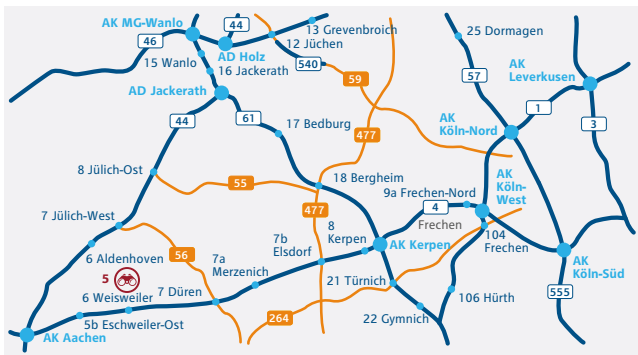 AK MG-Wanlo
44
13 Grevenbroich
25 Dormagen
46
12 Jüchen
AD Holz
15 Wanlo
16 Jackerath
540
AK
Leverkusen
59
57
AD Jackerath
1
44
61
17 Bedburg
477
AK
Köln-Nord
3
8 Jülich-Ost
18 Bergheim
55
9a Frechen-Nord
AK
Köln-
West
477
4
7 Jülich-West
8
Kerpen
Frechen
7b
Elsdorf
AK Kerpen
104
Frechen
6 Aldenhoven
56
7a
Merzenich
AK
Köln-Süd
5
21 Türnich
6 Weisweiler
7 Düren
106 Hürth
555
5b Eschweiler-Ost
264
22 Gymnich
AK Aachen